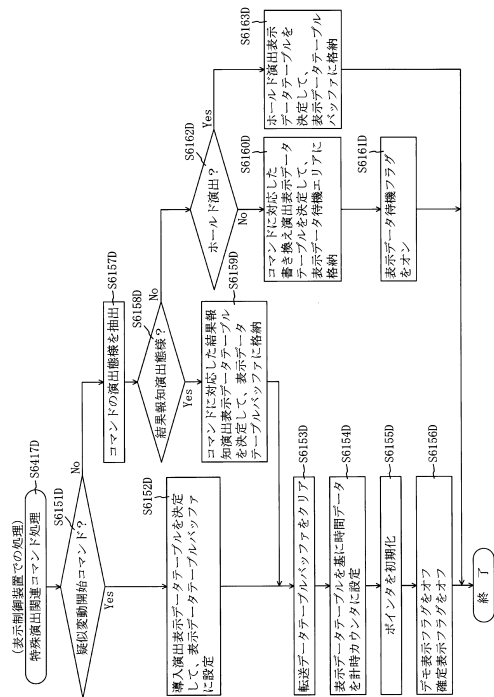 (表示制御装置での処理)
特殊演出関連コマンド処理
S6417D
疑似変動開始コマンド?
S6151D
Yes
No
導入演出表示データテーブルを決定
して、表示データテーブルバッファ
に設定
S6152D
コマンドの演出態様を抽出
S6157D
結果報知演出態様?
S6158D
Yes
No
コマンドに対応した結果報
知演出表示データテーブル
を決定して、表示データ
テーブルバッファに格納
S6159D
ホールド演出?
S6162D
Yes
No
コマンドに対応した
書き換え演出表示データ
テーブルを決定して、
表示データ待機エリアに
格納
S6160D
表示データ待機フラグ
をオン
S6161D
ホールド演出表示
データテーブルを
決定して、
表示データテーブル
バッファに格納
S6163D
転送データテーブルバッファをクリア
S6153D
表示データテーブルを基に時間データ
を計時カウンタに設定
S6154D
ポインタを初期化
S6155D
デモ表示フラグをオフ
確定表示フラグをオフ
S6156D
終了